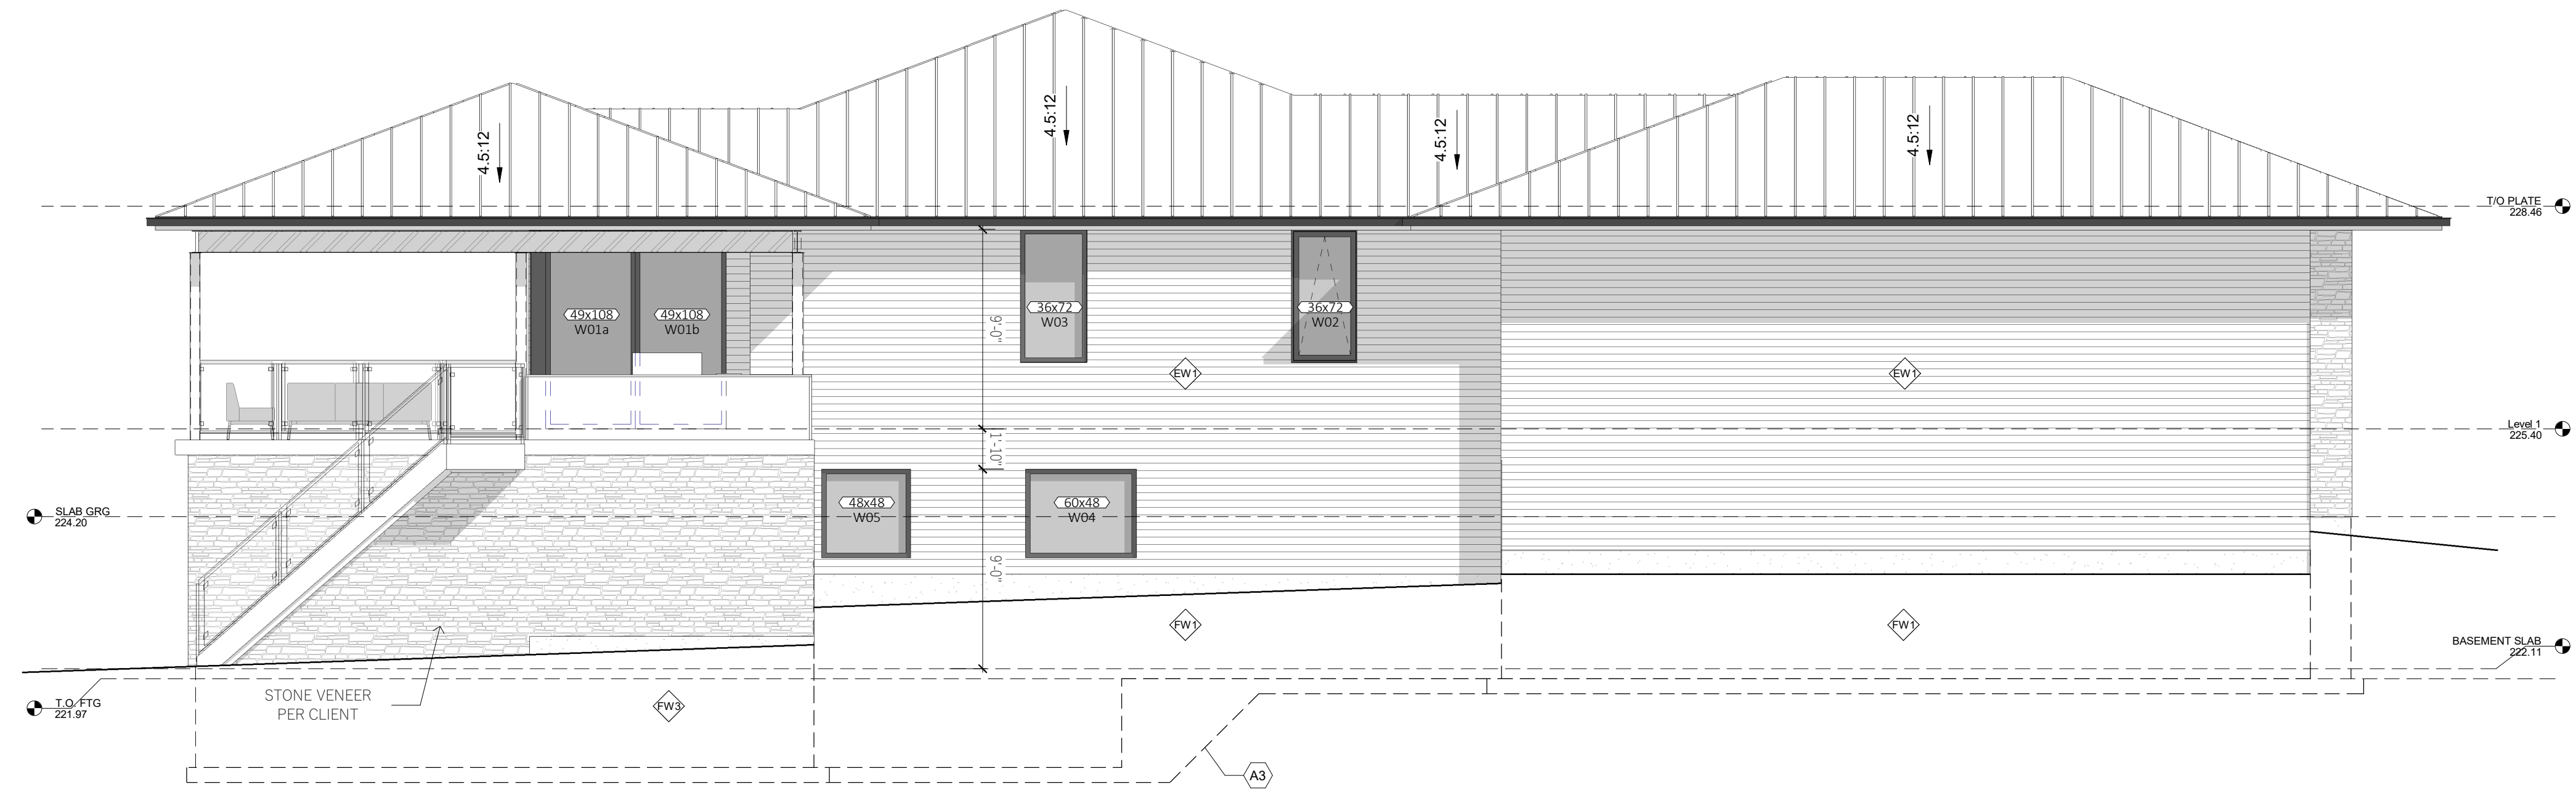 4.5:12
4.5:12
4.5:12
4.5:12
T/O PLATE
228.46
49x108
W01a
49x108
W01b
36x72
W03
36x72
W02
9'-0"
EW1
EW1
Level 1
225.40
1'-10"
48x48
W05
60x48
W04
SLAB GRG
224.20
9'-0"
FW1
FW1
BASEMENT SLAB
222.11
STONE VENEER
PER CLIENT
T.O. FTG
221.97
FW3
A3